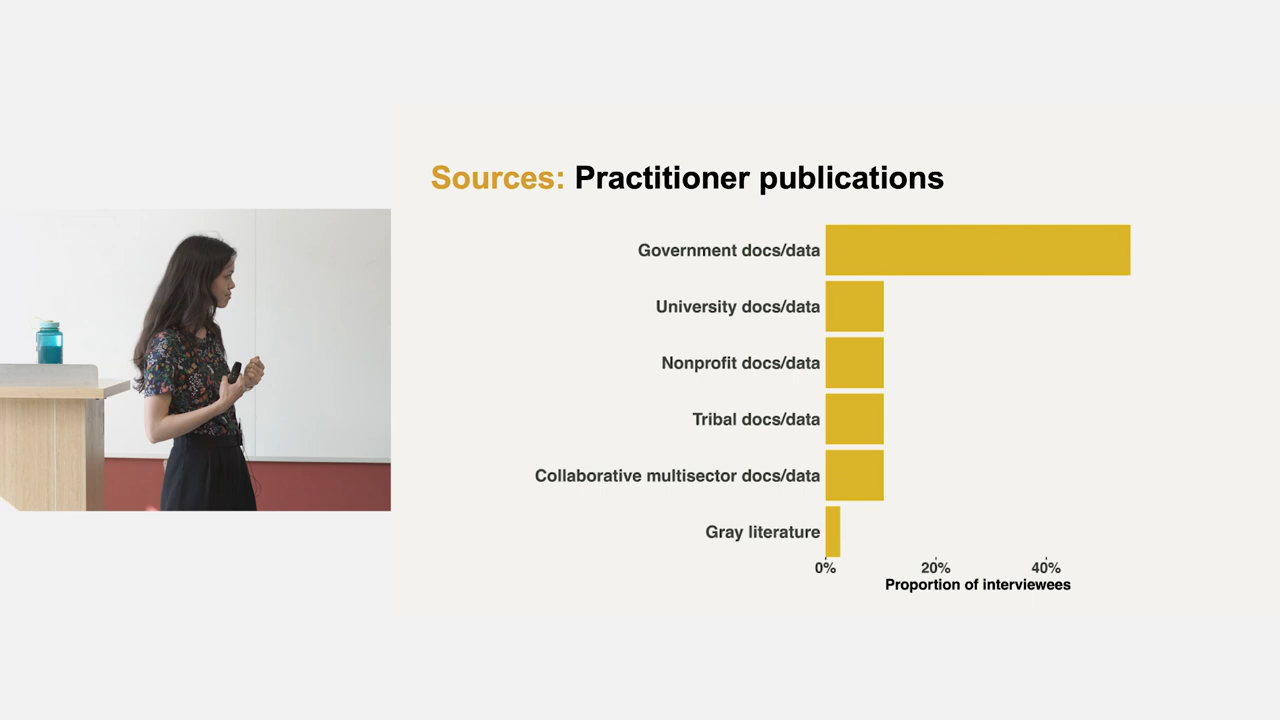 Sources: Practitioner publications
Government docs/data
University docs/data
Nonprofit docs/data
Tribal docs/data
Collaborative multisector docs/data
Gray literature
0% 20% 40%
Proportion of interviewees